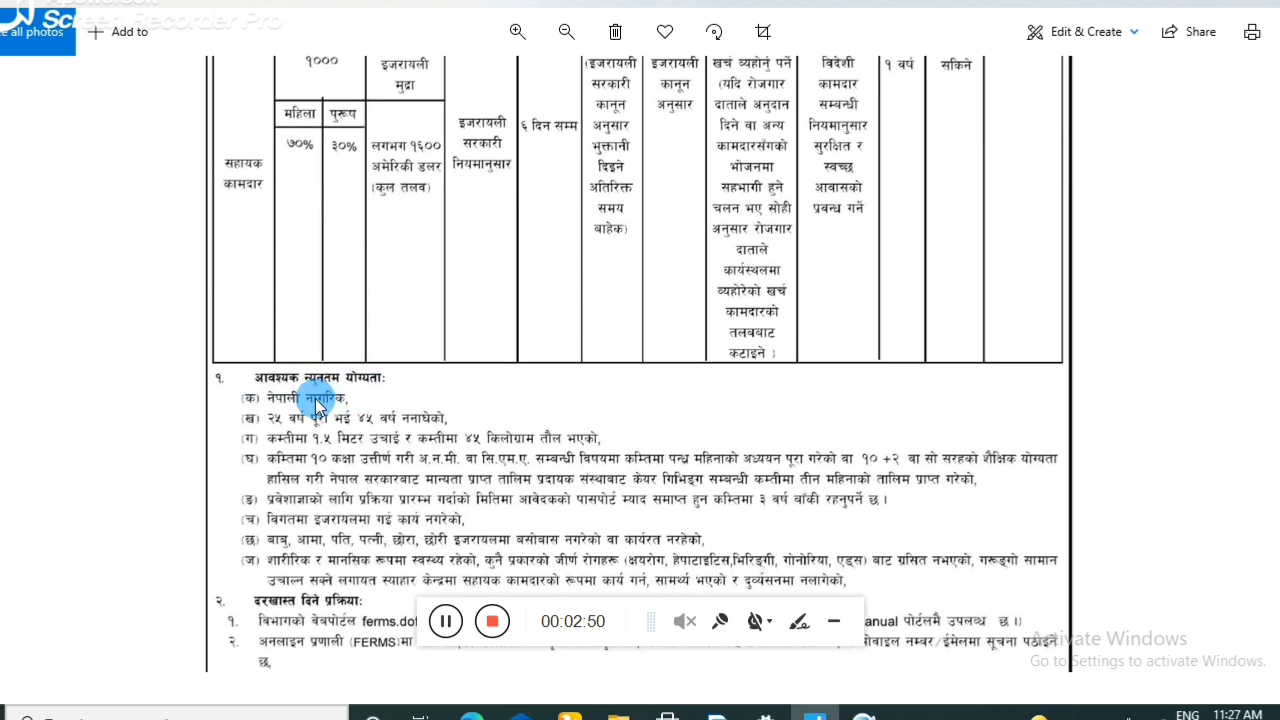 Screen Recorder Pro
e all photos
Add to
Edit & Create
Share
१०००
इजरायली
मुद्रा
महिला
पुरूष
सहायक
कामदार
७०%
३०%
लगभग १६००
अमेरिकी डलर
(कुल तलव)
इजरायली
सरकारी
नियमानुसार
६ दिन सम्म
(इजरायली
सरकारी
कानून
अनुसार
भुक्तानी
दिइने
अतिरिक्त
समय
बाहेक)
इजरायली
कानून
अनुसार
खर्च व्यहोर्नु पर्ने
(यदि रोजगार
दाताले अनुदान
दिने वा अन्य
कामदारसँगको
भोजनमा
सहभागी हुने
चलन भए सोही
अनुसार रोजगार
दाताले
कार्यस्थलमा
व्यहोरेको खर्च
कामदारको
तलबबाट
कटाइने )
विदेशी
कामदार
सम्बन्धी
नियमानुसार
सुरक्षित र
स्वच्छ
आवासको
प्रवन्ध गर्ने
१ वर्ष
सकिने
१. आवश्यक न्यूनतम योग्यताः
(क) नेपाली नागरिक,
(ख) २५ वर्ष पूरा भई ४५ वर्ष ननाघेको,
(ग) कम्तीमा १.५ मिटर उचाई र कम्तीमा ४५ किलोग्राम तौल भएको,
(घ) कम्तिमा १० कक्षा उत्तीर्ण गरी अ.न.मी. वा सि.एम.ए. सम्बन्धी विषयमा कम्तिमा पन्ध्र महिनाको अध्ययन पूरा गरेको वा १० +२ वा सो सरहको शैक्षिक योग्यता
हासिल गरी नेपाल सरकारबाट मान्यता प्राप्त तालिम प्रदायक संस्थाबाट केयर गिभिङ्ग सम्बन्धी कम्तीमा तीन महिनाको तालिम प्राप्त गरेको,
(ङ) प्रवेशाज्ञाको लागि प्रक्रिया प्रारम्भ गर्दाको मितिमा आवेदकको पासपोर्ट म्याद समाप्त हुन कम्तिमा ३ वर्ष बाँकी रहनुपर्ने छ ।
(च) विगतमा इजरायलमा गई कार्य नगरेको,
(छ) बाबु, आमा, पति, पत्नी, छोरा, छोरी इजरायलमा बसोबास नगरेको वा कार्यरत नरहेको,
(ज) शारीरिक र मानसिक रूपमा स्वस्थ्य रहेको, कुनै प्रकारको जीर्ण रोगहरू (क्षयरोग, हेपाटाइटिस,भिरिङ्गी, गोनोरिया, एड्स) बाट ग्रसित नभएको, गरूङ्गो सामान
उचाल्न सक्ने लगायत स्याहार केन्द्रमा सहायक कामदारको रूपमा कार्य गर्न, सामर्थ्य भएको र दुर्व्यसनमा नलागेको,
२. दरखास्त दिने प्रक्रियाः
१. विभागको वेबपोर्टल ferms.dof anual पोर्टलमै उपलब्ध छ ।)
२. अनलाइन प्रणाली (FERMS)मा मोबाइल नम्बर/ईमेलमा सूचना पठाइने
छ,
00:02:50
Activate Windows
Go to Settings to activate Windows.
ENG 11:27 AM